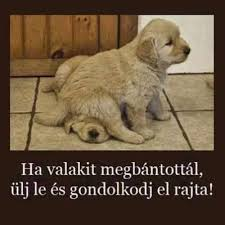 Ha valakit megbántottál,
ülj le és gondolkodj el rajta!